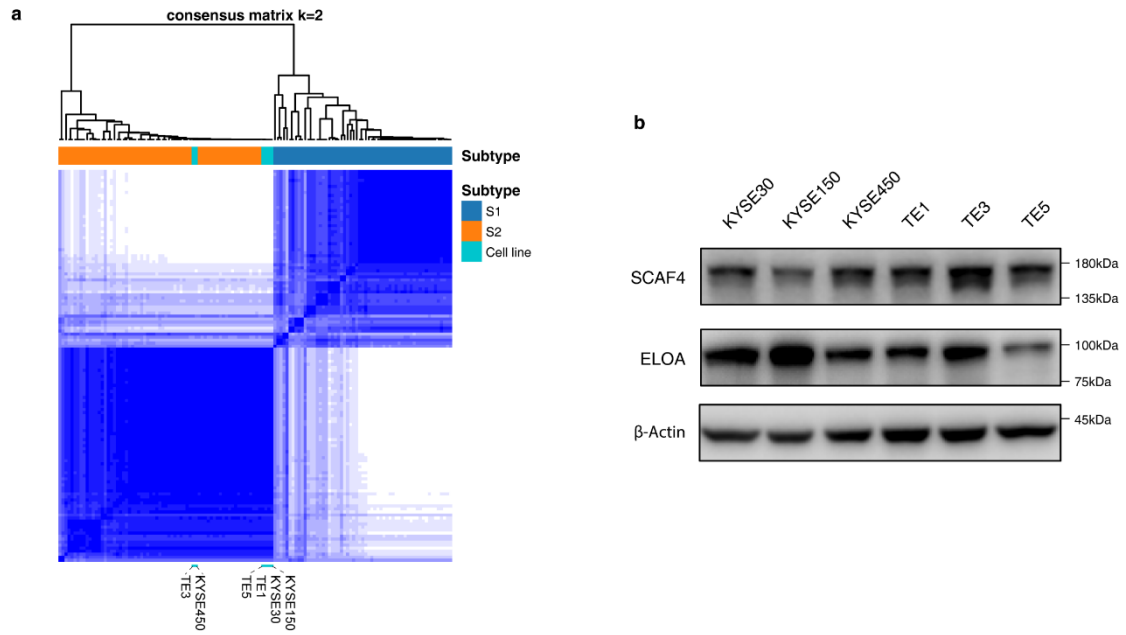 a
consensus matrix k=2
Subtype
Subtype
S1
S2
Cell line
TE3
KYSE450
TE5
TE1
KYSE30
KYSE150
b
KYSE30
KYSE150
KYSE450
TE1
TE3
TE5
SCAF4
180kDa
135kDa
ELOA
100kDa
75kDa
β-Actin
45kDa